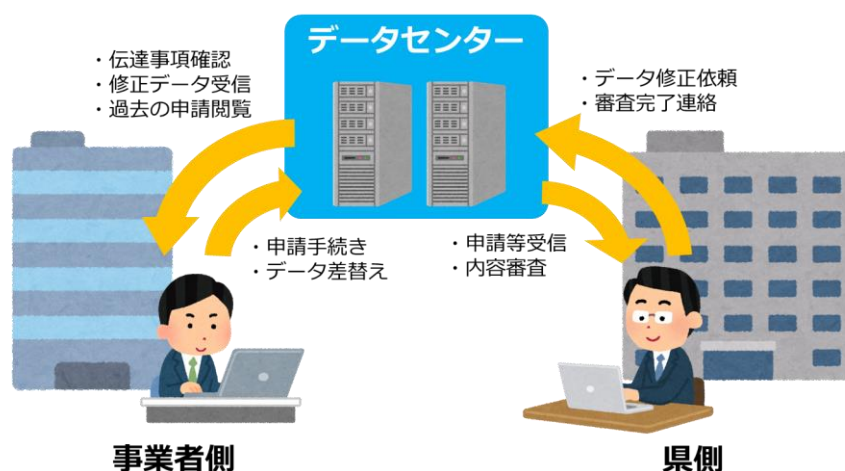 データセンター
・伝達事項確認
・修正データ受信
・過去の申請閲覧
・データ修正依頼
・審査完了連絡
・申請手続き
・データ差替え
・申請等受信
・内容審査
事業者側
県側